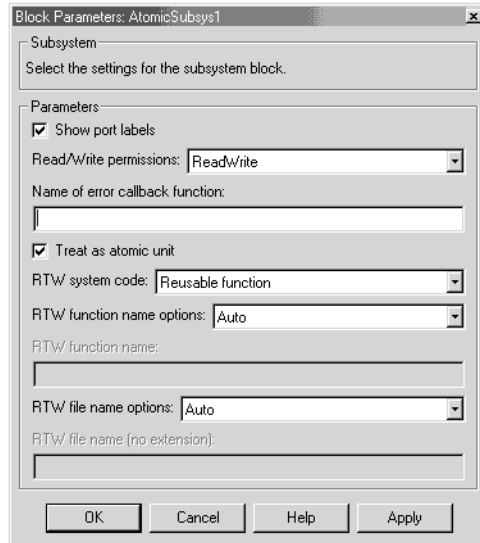 Block Parameters: AtomicSubsys1
Subsystem
Select the settings for the subsystem block.
Parameters
Show port labels
Read/Write permissions: ReadWrite
Name of error callback function:
Treat as atomic unit
RTW system code: Reusable function
RTW function name options: Auto
RTW function name:
RTW file name options: Auto
RTW file name (no extension):
OK Cancel Help Apply